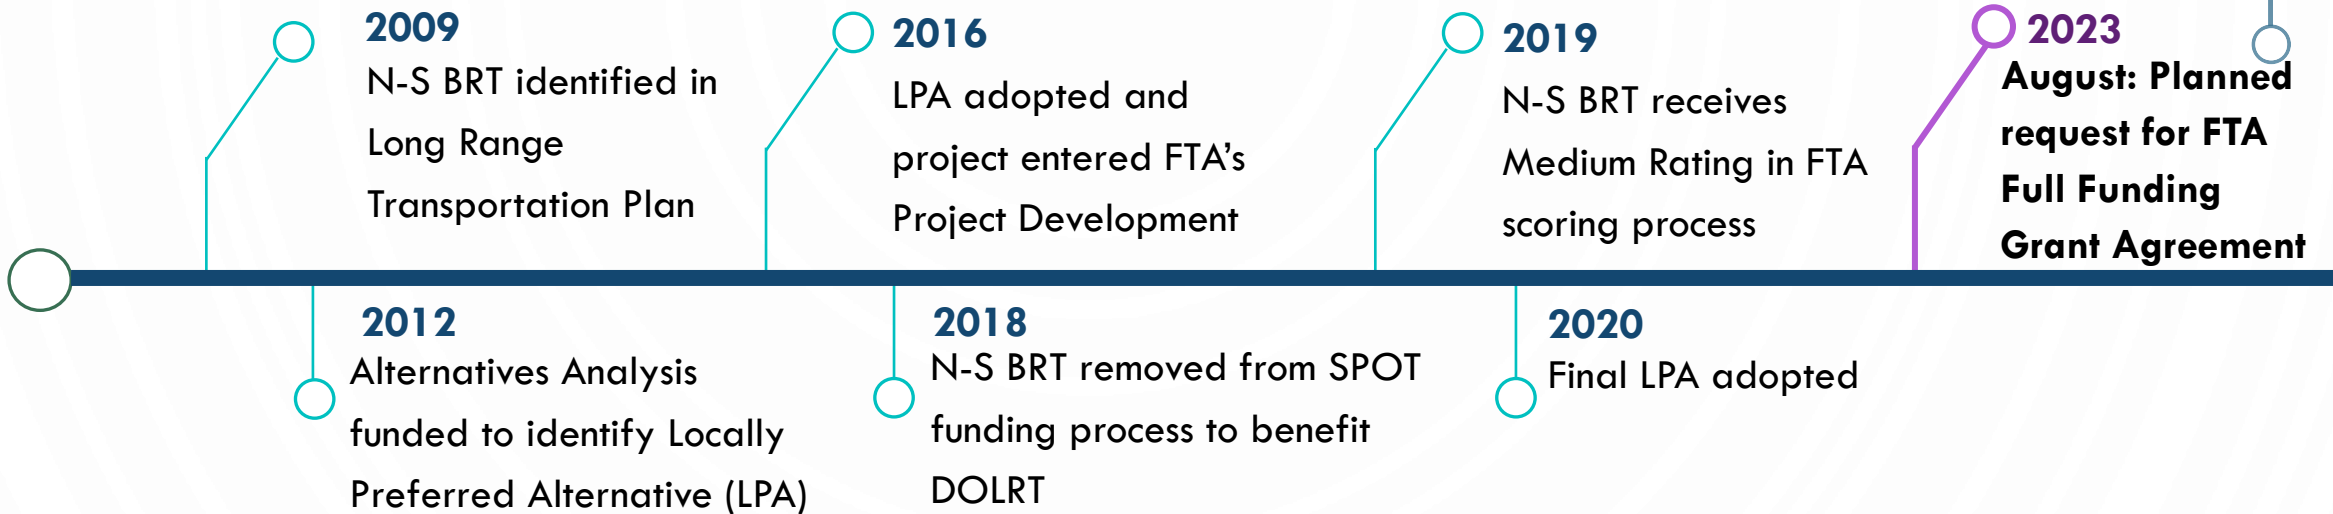 2009
N-S BRT identified in
Long Range
Transportation Plan
2012
Alternatives Analysis
funded to identify Locally
Preferred Alternative (LPA)
2016
LPA adopted and
project entered FTA’s
Project Development
2018
N-S BRT removed from SPOT
funding process to benefit
DOLRT
2019
N-S BRT receives
Medium Rating in FTA
scoring process
2020
Final LPA adopted
2023
August: Planned
request for FTA
Full Funding
Grant Agreement